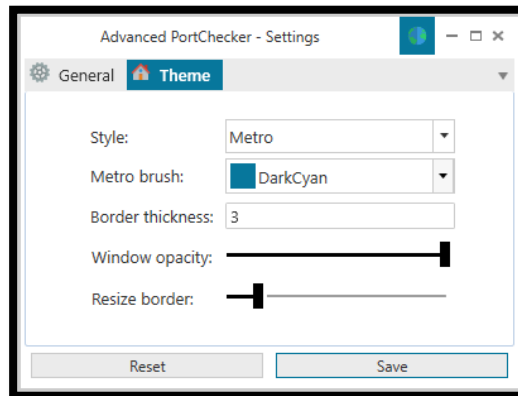 Advanced PortChecker - Settings
General Theme
Style: Metro
Metro brush: DarkCyan
Border thickness: 3
Window opacity:
Resize border:
Reset Save